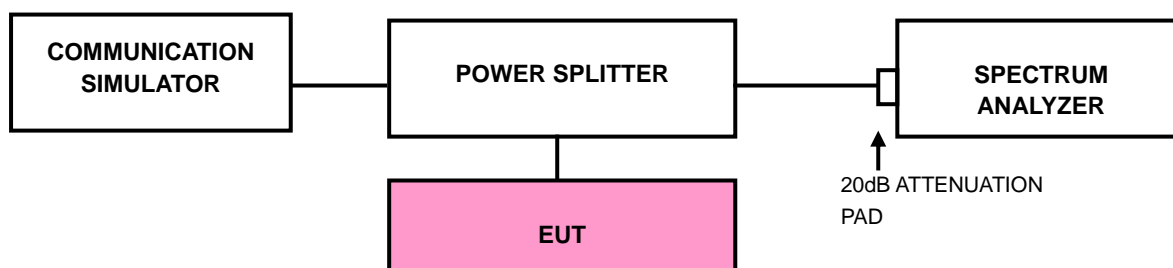 COMMUNICATION
SIMULATOR
POWER SPLITTER
SPECTRUM
ANALYZER
20dB ATTENUATION
PAD
EUT